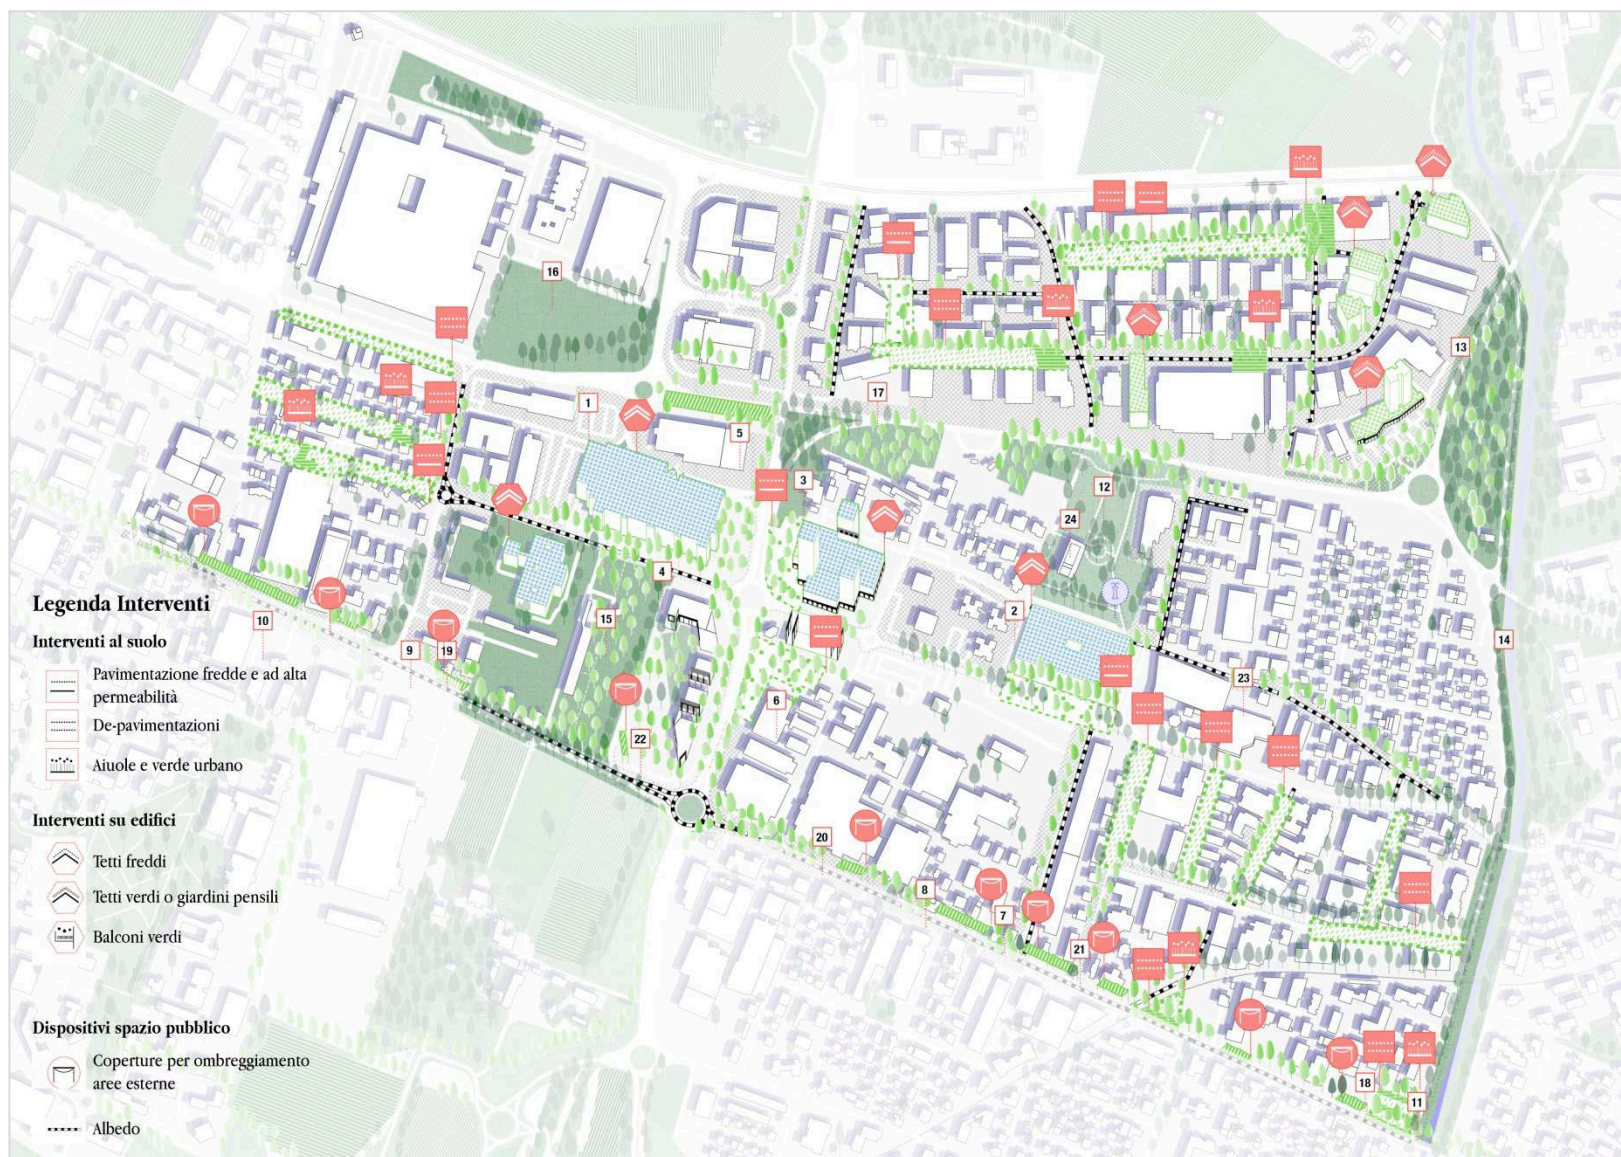 16
13
1
17
5
3
12
24
4
14
15
2
10
9
19
23
6
22
20
8
7
21
18
11
Legenda Interventi
Interventi al suolo
Pavimentazione fredde e ad alta
permeabilità
De-pavimentazioni
Aiuole e verde urbano
Interventi su edifici
Tetti freddi
Tetti verdi o giardini pensili
Balconi verdi
Dispositivi spazio pubblico
Coperture per ombreggiamento
aree esterne
Albedo